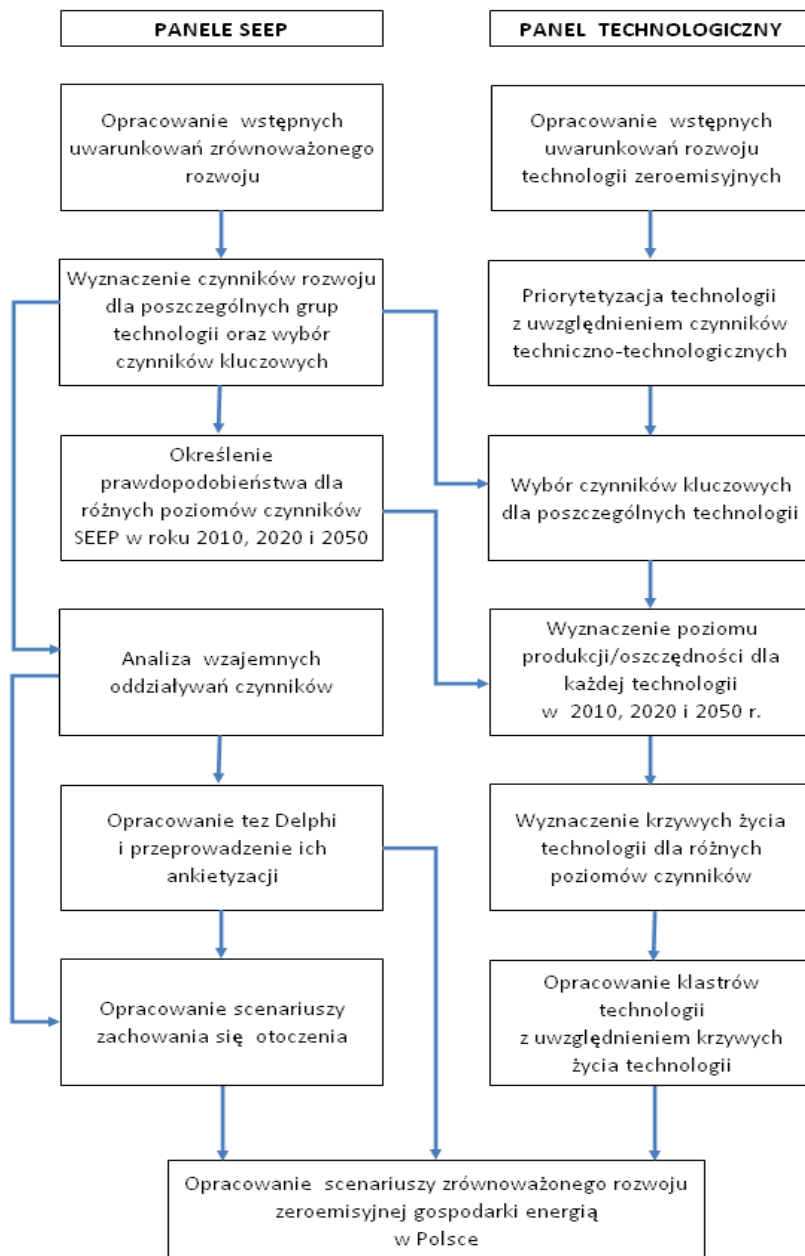 PANELE SEEP
Opracowanie wstępnych
uwarunkowań zrównoważonego
rozwoju
Wyznaczenie czynników rozwoju
dla poszczególnych grup
technologii oraz wybór
czynników kluczowych
Określenie
prawdopodobieństwa dla
różnych poziomów czynników
SEEP w roku 2010, 2020 i 2050
Analiza wzajemnych
oddziaływań czynników
Opracowanie tez Delphi
i przeprowadzenie ich
ankietyzacji
Opracowanie scenariuszy
zachowania się otoczenia
PANEL TECHNOLOGICZNY
Opracowanie wstępnych
uwarunkowań rozwoju
technologii zeroemisyjnych
Priorytetyzacja technologii
z uwzględnieniem czynników
techniczno-technologicznych
Wybór czynników kluczowych
dla poszczególnych technologii
Wyznaczenie poziomu
produkcji/oszczędności dla
każdej technologii
w 2010, 2020 i 2050 r.
Wyznaczenie krzywych życia
technologii dla różnych
poziomów czynników
Opracowanie klastrów
technologii
z uwzględnieniem krzywych
życia technologii
Opracowanie scenariuszy zrównoważonego rozwoju
zeroemisyjnej gospodarki energią
w Polsce